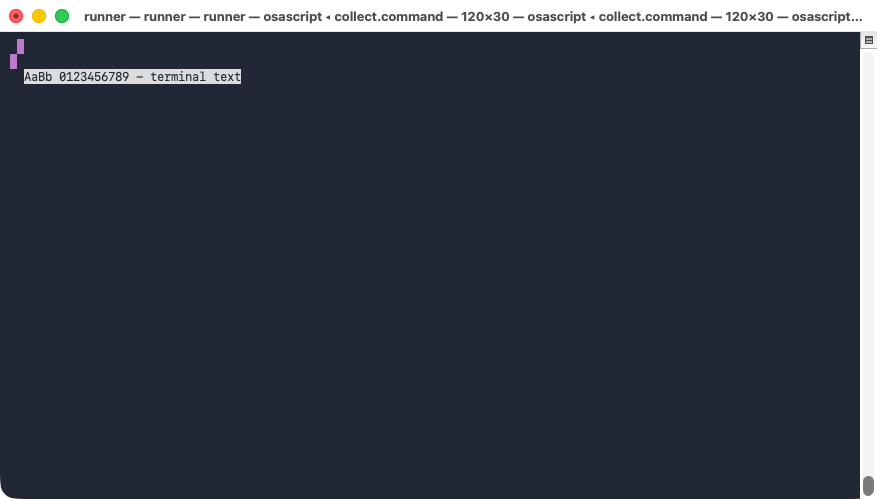 runner — runner — runner — osascript ◂ collect.command — 120×30 — osascript ◂ collect.command — 120×30 — osascript...
AaBb 0123456789 — terminal text